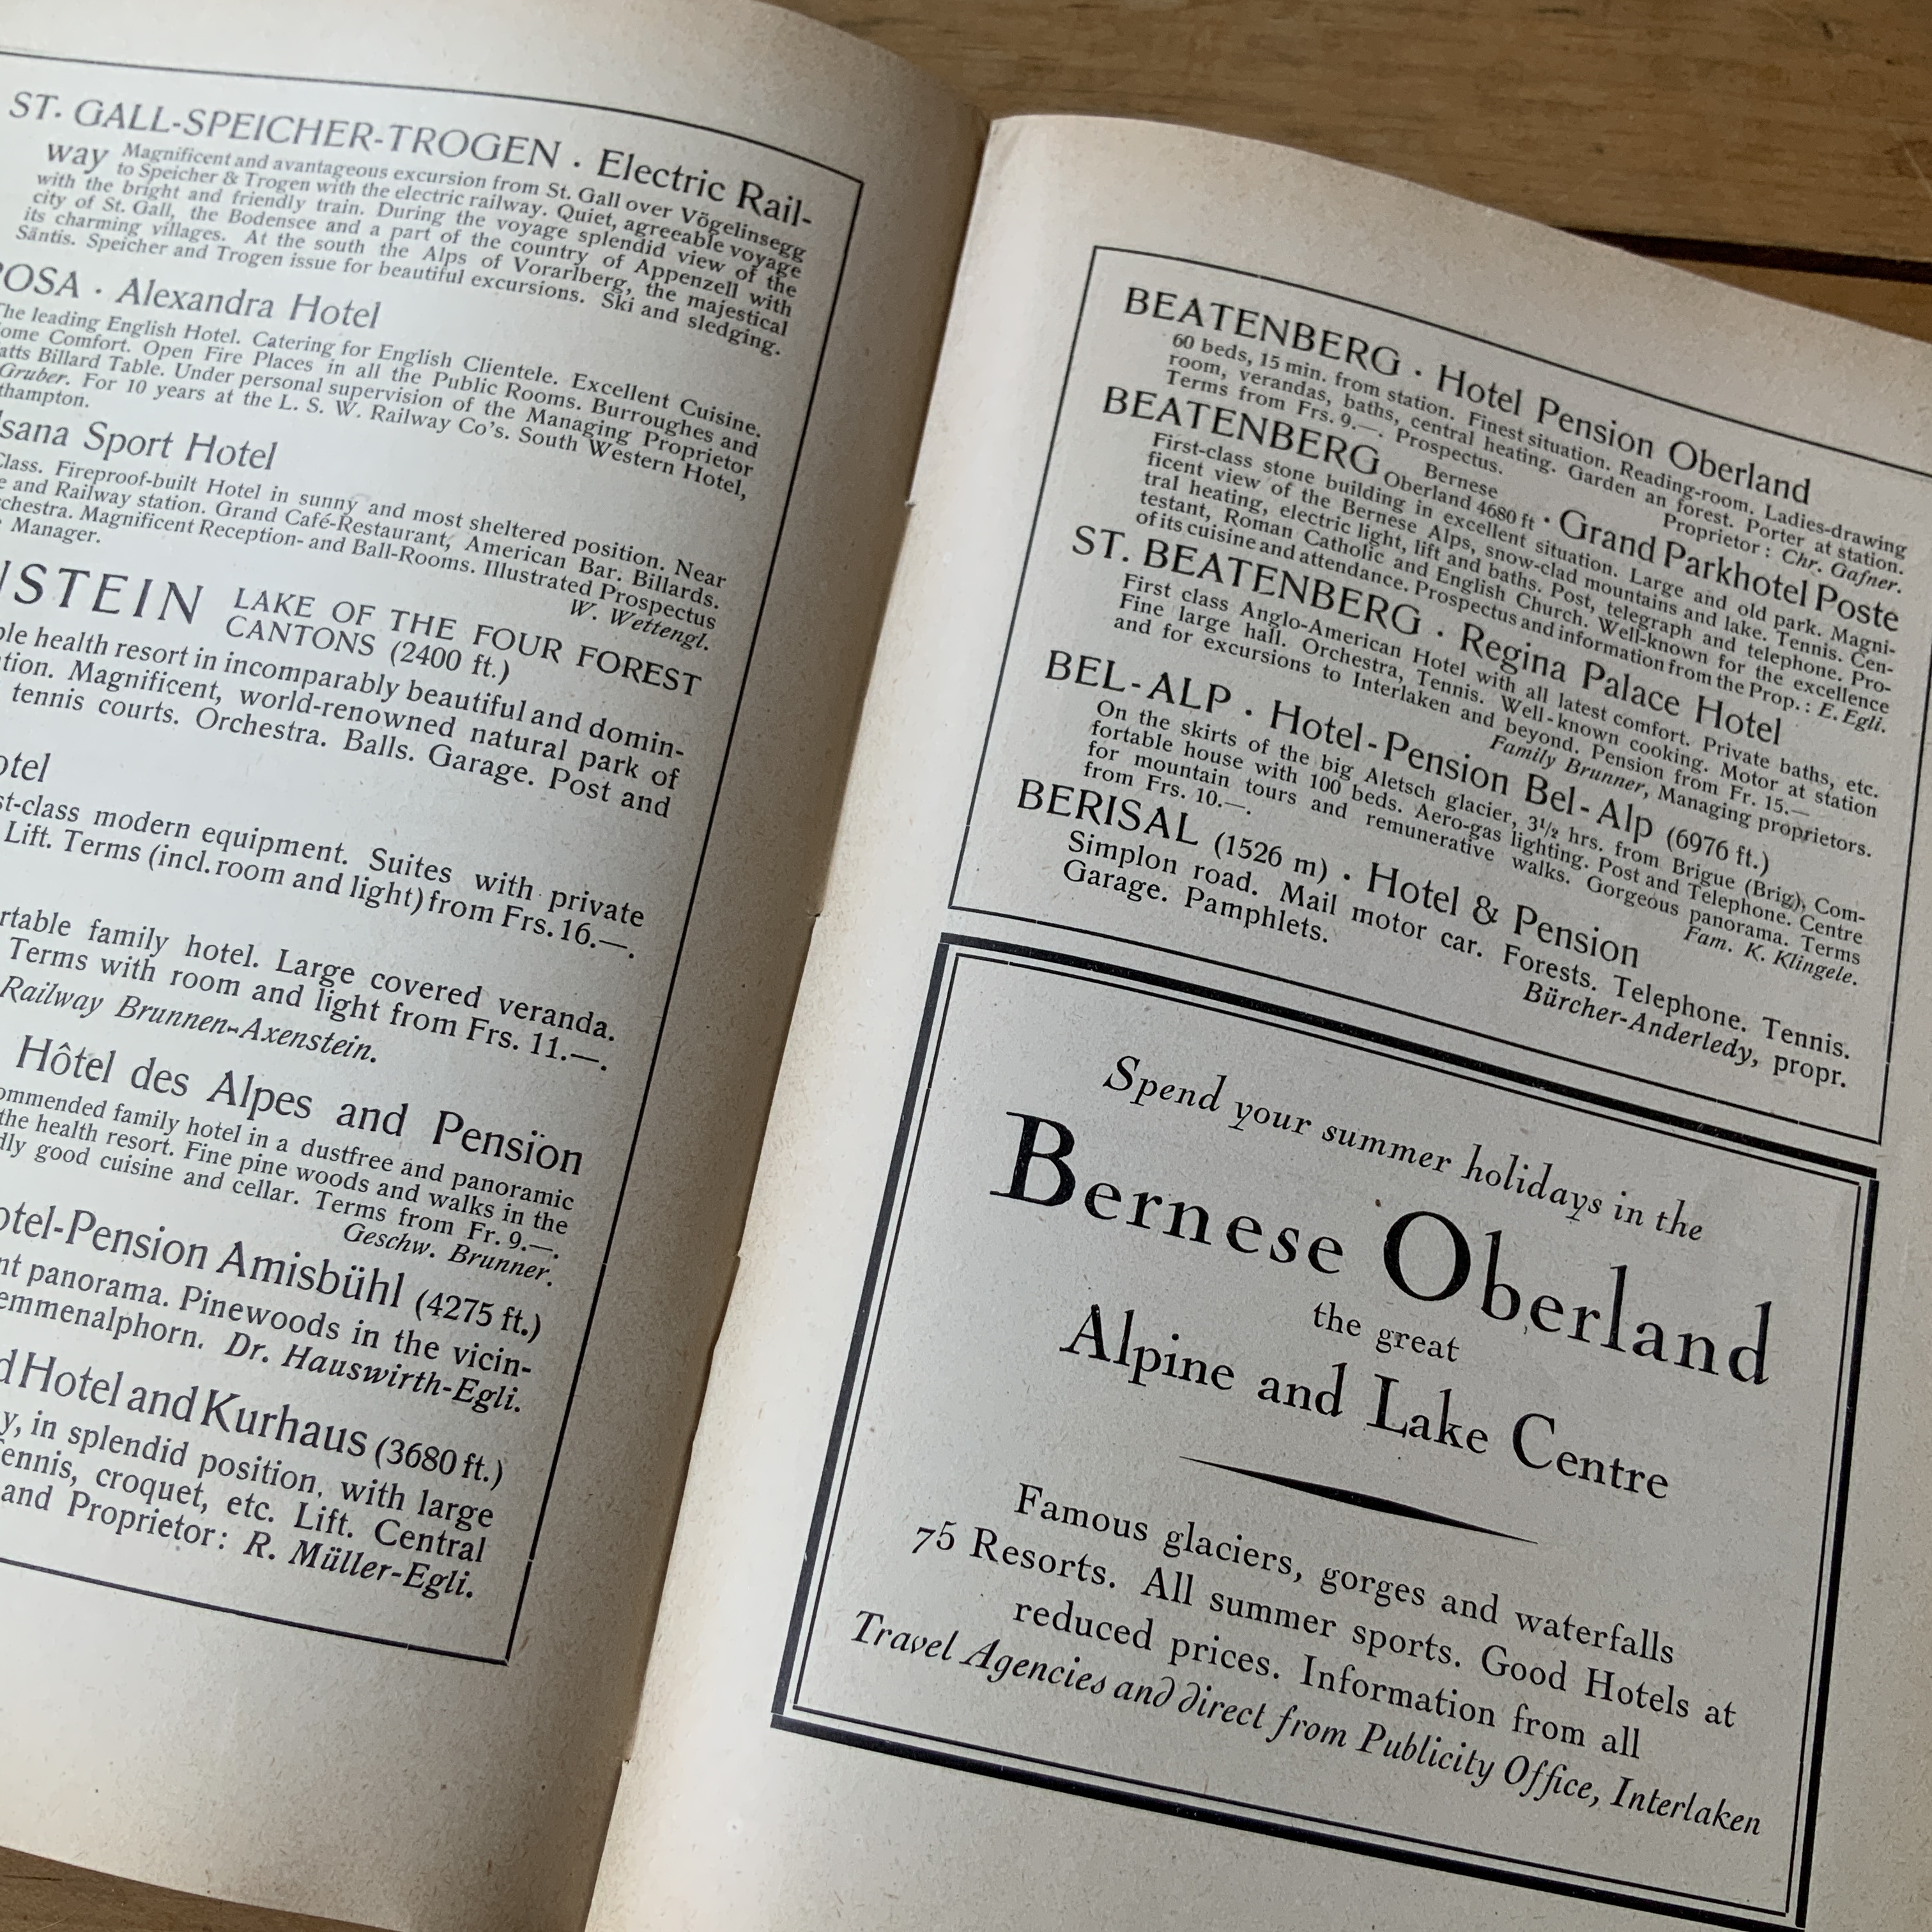 ST. GALL-SPEICHER-TROGEN · Electric Rail-
way Magnificent and avantageous excursion from St. Gall over Vögelinsegg
to Speicher & Trogen with the electric railway. Quiet, agreeable voyage
with the bright and friendly train. During the voyage splendid view of the
city of St. Gall, the Bodensee and a part of the country of Appenzell with
its charming villages. At the south the Alps of Vorarlberg, the majestical
Säntis. Speicher and Trogen issue for beautiful excursions. Ski and sledging.
OSA · Alexandra Hotel
The leading English Hotel. Catering for English Clientele. Excellent Cuisine.
ome Comfort. Open Fire Places in all the Public Rooms. Burroughes and
atts Billard Table. Under personal supervision of the Managing Proprietor
Gruber. For 10 years at the L. S. W. Railway Co's. South Western Hotel,
thampton.
sana Sport Hotel
Class. Fireproof-built Hotel in sunny and most sheltered position. Near
e and Railway station. Grand Café-Restaurant, American Bar. Billards.
chestra. Magnificent Reception- and Ball-Rooms. Illustrated Prospectus
Manager. W. Wettengl.
NSTEIN LAKE OF THE FOUR FOREST
CANTONS (2400 ft.)
ble health resort in incomparably beautiful and domin-
tion. Magnificent, world-renowned natural park of
tennis courts. Orchestra. Balls. Garage. Post and
otel
st-class modern equipment. Suites with private
Lift. Terms (incl. room and light) from Frs. 16.—.
rtable family hotel. Large covered veranda.
Terms with room and light from Frs. 11.—.
Railway Brunnen-Axenstein.
Hôtel des Alpes and Pension
ommended family hotel in a dustfree and panoramic
the health resort. Fine pine woods and walks in the
dly good cuisine and cellar. Terms from Fr. 9.—.
Geschw. Brunner.
otel-Pension Amisbühl (4275 ft.)
nt panorama. Pinewoods in the vicin-
emmenalphorn. Dr. Hauswirth-Egli.
d Hotel and Kurhaus (3680 ft.)
y, in splendid position, with large
ennis, croquet, etc. Lift. Central
and Proprietor: R. Müller-Egli.
BEATENBERG · Hotel Pension Oberland
60 beds, 15 min. from station. Finest situation. Reading-room. Ladies-drawing
room, verandas, baths, central heating. Garden an forest. Porter at station.
Terms from Frs. 9.—. Prospectus. Proprietor: Chr. Gafner.
BEATENBERG Bernese Oberland 4680 ft · Grand Parkhotel Poste
First-class stone building in excellent situation. Large and old park. Magni-
ficent view of the Bernese Alps, snow-clad mountains and lake. Tennis. Cen-
tral heating, electric light, lift and baths. Post, telegraph and telephone. Pro-
testant, Roman Catholic and English Church. Well-known for the excellence
of its cuisine and attendance. Prospectus and information from the Prop.: E. Egli.
ST. BEATENBERG · Regina Palace Hotel
First class Anglo-American Hotel with all latest comfort. Private baths, etc.
Fine large hall. Orchestra, Tennis. Well-known cooking. Motor at station
and for excursions to Interlaken and beyond. Pension from Fr. 15.—
Family Brunner, Managing proprietors.
BEL-ALP · Hotel-Pension Bel-Alp (6976 ft.)
On the skirts of the big Aletsch glacier, 3½ hrs. from Brigue (Brig), Com-
fortable house with 100 beds. Aero-gas lighting. Post and Telephone. Centre
for mountain tours and remunerative walks. Gorgeous panorama. Terms
from Frs. 10.—. Fam. K. Klingele.
BERISAL (1526 m) · Hotel & Pension
Simplon road. Mail motor car. Forests. Telephone. Tennis.
Garage. Pamphlets. Bürcher-Anderledy, propr.
Spend your summer holidays in the
Bernese Oberland
the great
Alpine and Lake Centre
Famous glaciers, gorges and waterfalls
75 Resorts. All summer sports. Good Hotels at
reduced prices. Information from all
Travel Agencies and direct from Publicity Office, Interlaken